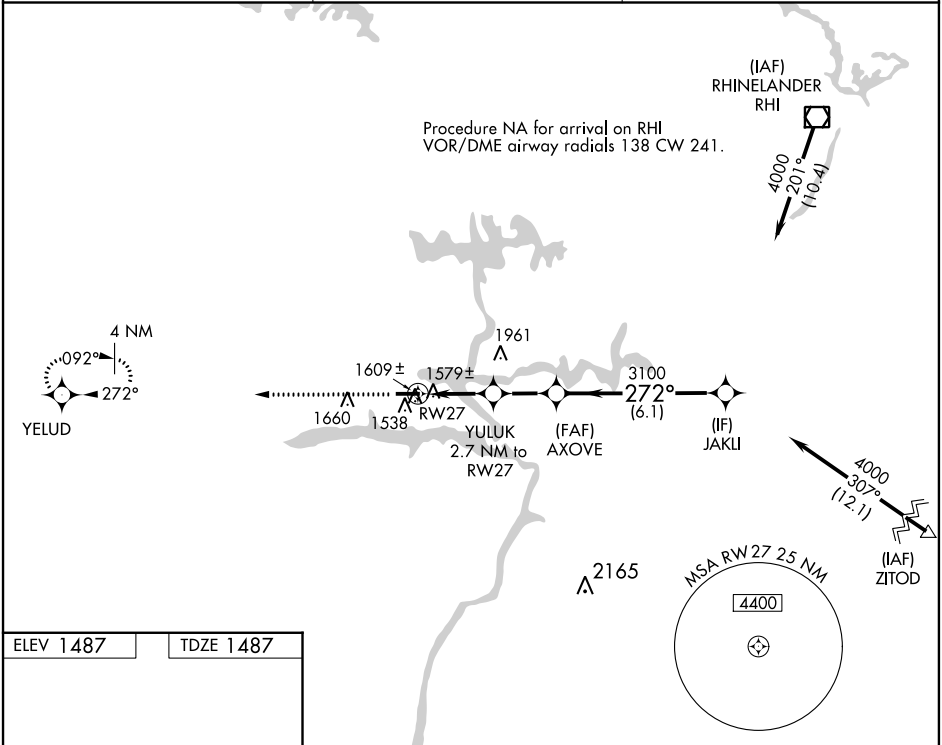 (IAF)
RHINELANDER
RHI
Procedure NA for arrival on RHI
VOR/DME airway radials 138 CW 241.
4000
201°
(10.4)
4 NM
092°
272°
YELUD
1961
1609 ±
1579 ±
1660
1538
RW27
YULUK
2.7 NM to
RW27
(FAF)
AXOVE
3100
272°
(6.1)
(IF)
JAKLI
4000
307°
(12.1)
(IAF)
ZITOD
2165
MSA RW27 25 NM
4400
ELEV 1487
TDZE 1487